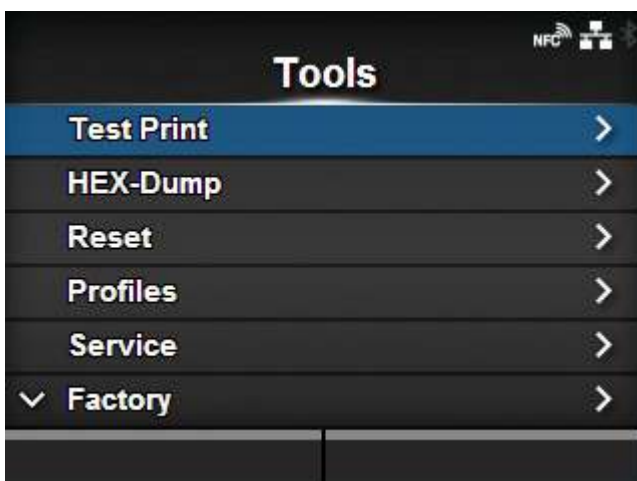 NFC
Tools
Test Print
HEX-Dump
Reset
Profiles
Service
Factory